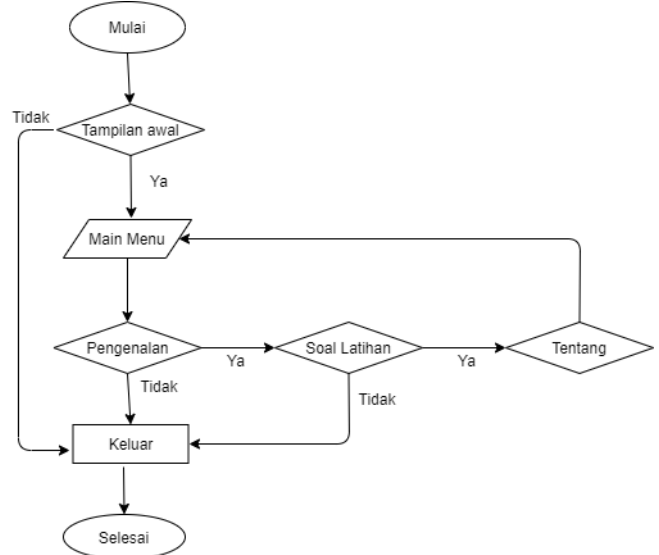 Mulai
Tidak
Tampilan awal
Ya
Main Menu
Pengenalan
Ya
Soal Latihan
Ya
Tentang
Tidak
Tidak
Keluar
Selesai